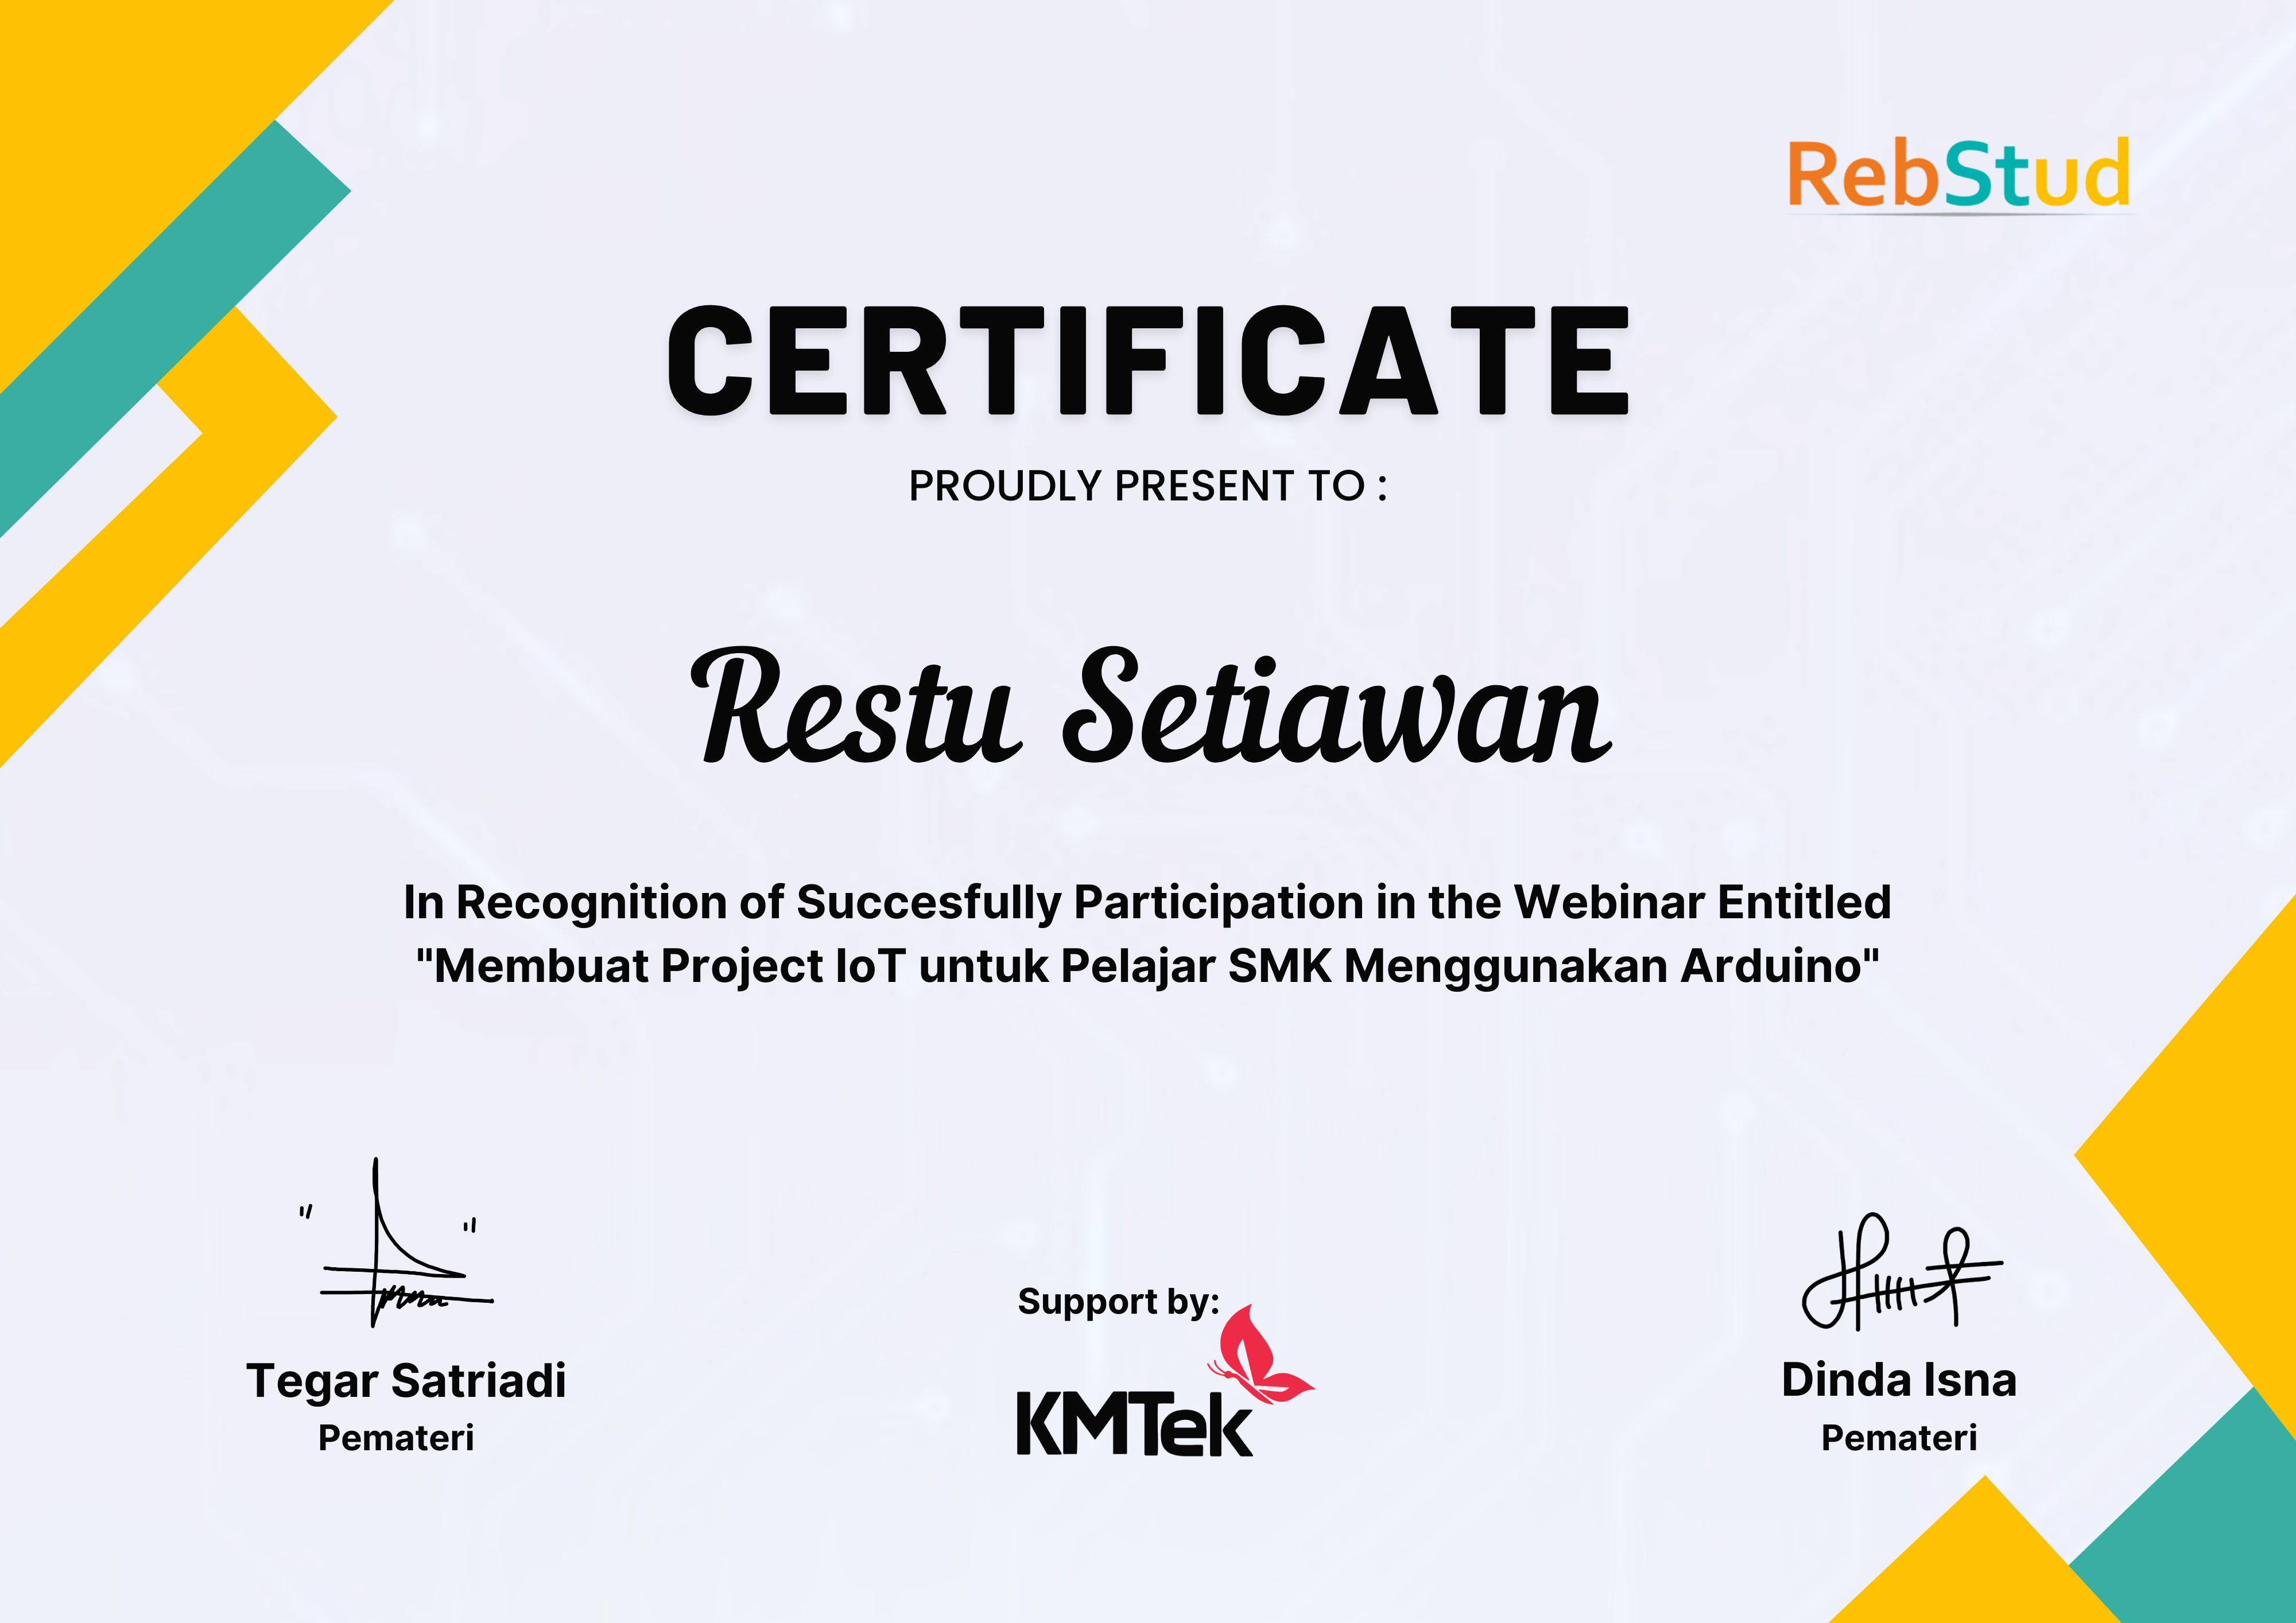 RebStud
CERTIFICATE
PROUDLY PRESENT TO :
Restu Setiawan
In Recognition of Succesfully Participation in the Webinar Entitled
"Membuat Project IoT untuk Pelajar SMK Menggunakan Arduino"
Tegar Satriadi
Pemateri
Support by:
KMTek
Dinda Isna
Pemateri